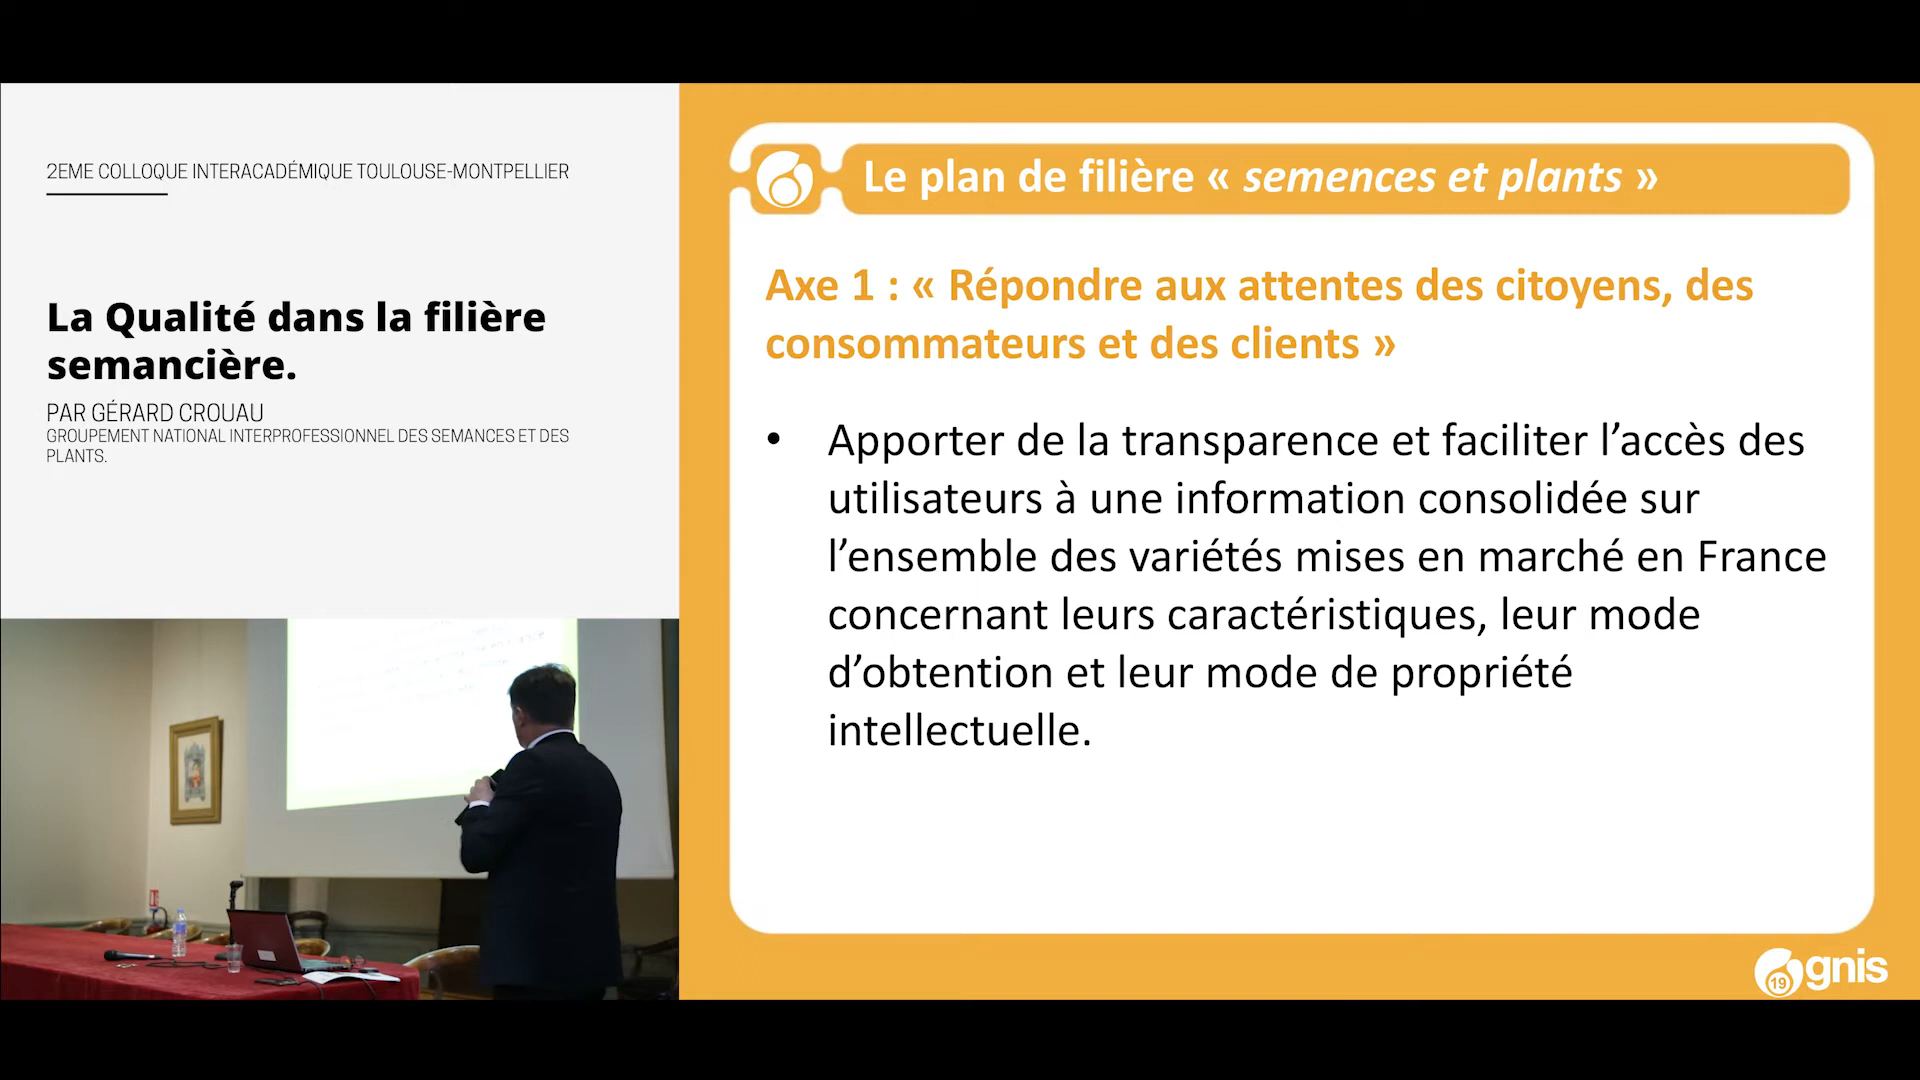 2EME COLLOQUE INTERACADÉMIQUE TOULOUSE-MONTPELLIER
La Qualité dans la filière
semancière.
PAR GÉRARD CROUAU
GROUPEMENT NATIONAL INTERPROFESSIONNEL DES SEMANCES ET DES
PLANTS.
Le plan de filière « semences et plants »
Axe 1 : « Répondre aux attentes des citoyens, des
consommateurs et des clients »
• Apporter de la transparence et faciliter l’accès des
utilisateurs à une information consolidée sur
l’ensemble des variétés mises en marché en France
concernant leurs caractéristiques, leur mode
d’obtention et leur mode de propriété
intellectuelle.
19
gnis